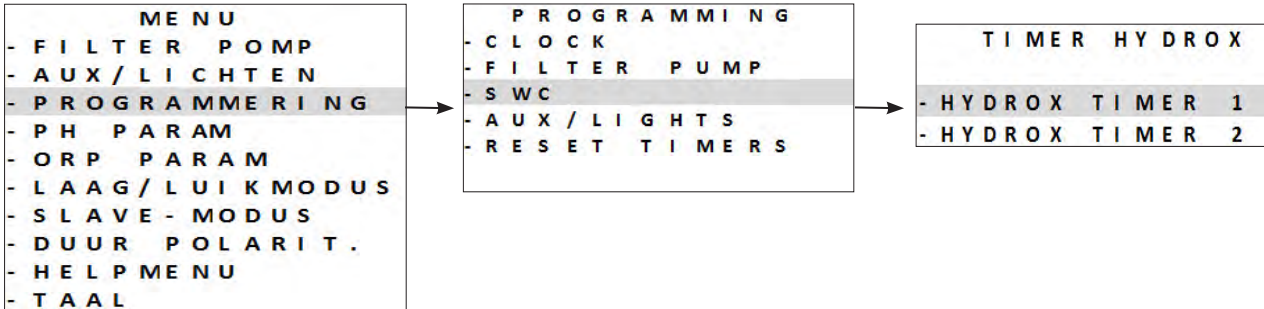 MENU
- FILTER POMP
- AUX/LICHTEN
- PROGRAMMERING
- PH PARAM
- ORP PARAM
- LAAG/LUIKMODUS
- SLAVE-MODUS
- DUUR POLARIT.
- HELPMENU
- TAAL
PROGRAMMING
- CLOCK
- FILTER PUMP
- SWC
- AUX/LIGHTS
- RESET TIMERS
TIMER HYDROX
- HYDROX TIMER 1
- HYDROX TIMER 2